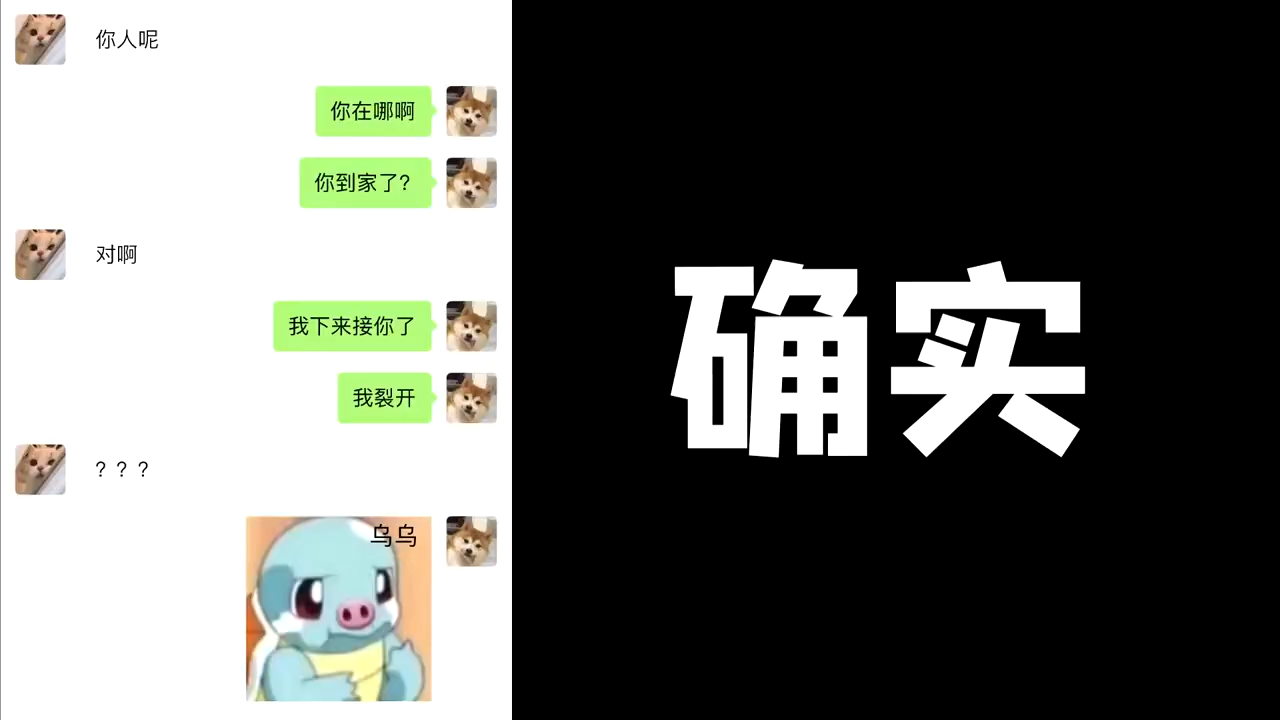 你人呢
你在哪啊
你到家了？
对啊
我下来接你了
我裂开
？？？
乌乌
确实